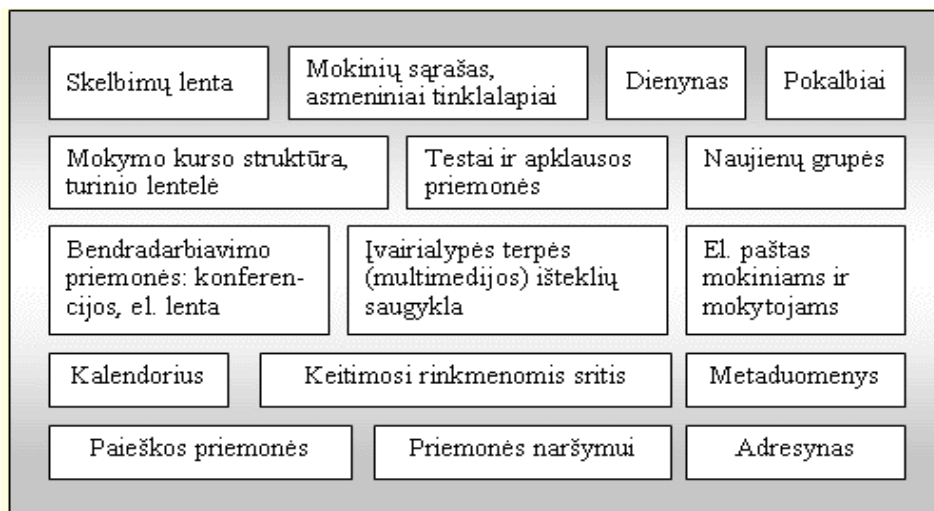 Skelbimų lenta
Mokinių sąrašas,
asmeniniai tinklalapiai
Dienynas
Pokalbiai
Mokymo kurso struktūra,
turinio lentelė
Testai ir apklausos
priemonės
Naujienų grupės
Bendradarbiavimo
priemonės: konferen-
cijos, el. lenta
Įvairialypės terpės
(multimedijos) išteklių
saugykla
El. paštas
mokiniams ir
mokytojams
Kalendorius
Keitimosi rinkmenomis sritis
Metaduomenys
Paieškos priemonės
Priemonės naršymui
Adresynas